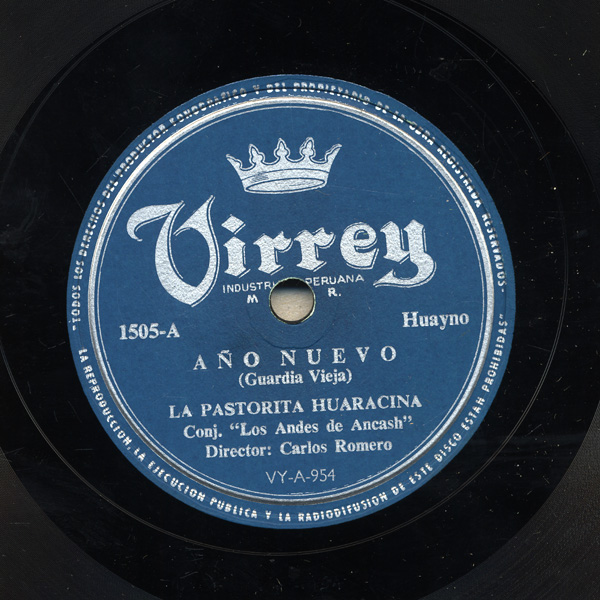 "TODOS LOS DERECHOS DEL PRODUCTOR FONOGRAFICO Y DEL PROPIETARIO DE LA OBRA REGISTRADA RESERVADOS-
Virrey
INDUSTRIA PERUANA
M R.
1505-A
Huayno
AÑO NUEVO
(Guardia Vieja)
LA PASTORITA HUARACINA
Conj. "Los Andes de Ancash"
Director: Carlos Romero
VY-A-954
LA REPRODUCCION, LA EJECUCION PUBLICA Y LA RADIODIFUSION DE ESTE DISCO ESTAN PROHIBIDAS"